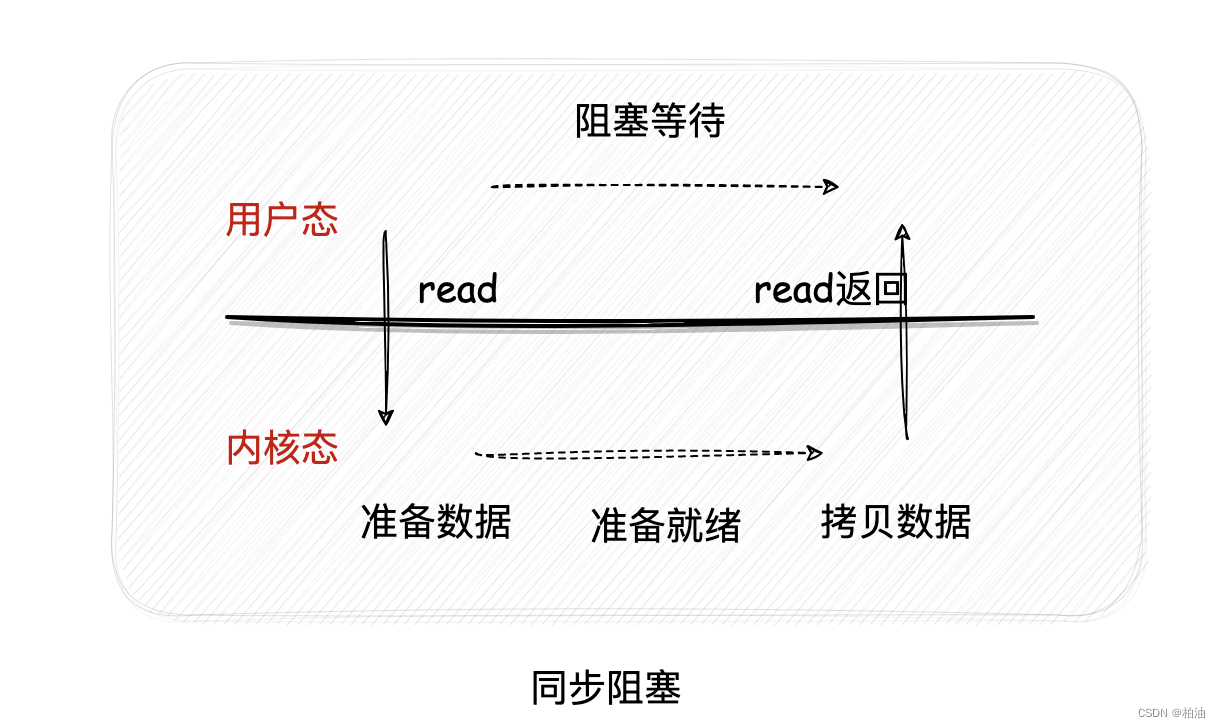 阻塞等待
用户态
read
read返回
内核态
准备数据
准备就绪
拷贝数据
同步阻塞
CSDN @柏油